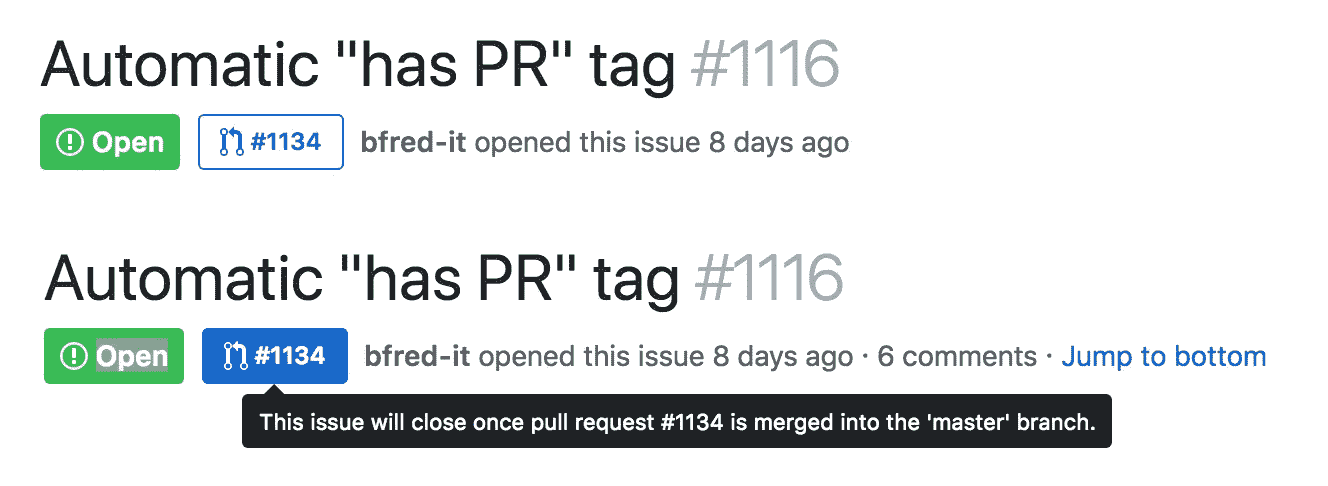 Automatic "has PR" tag #1116
Open #1134 bfred-it opened this issue 8 days ago
Automatic "has PR" tag #1116
Open #1134 bfred-it opened this issue 8 days ago · 6 comments · Jump to bottom
This issue will close once pull request #1134 is merged into the 'master' branch.